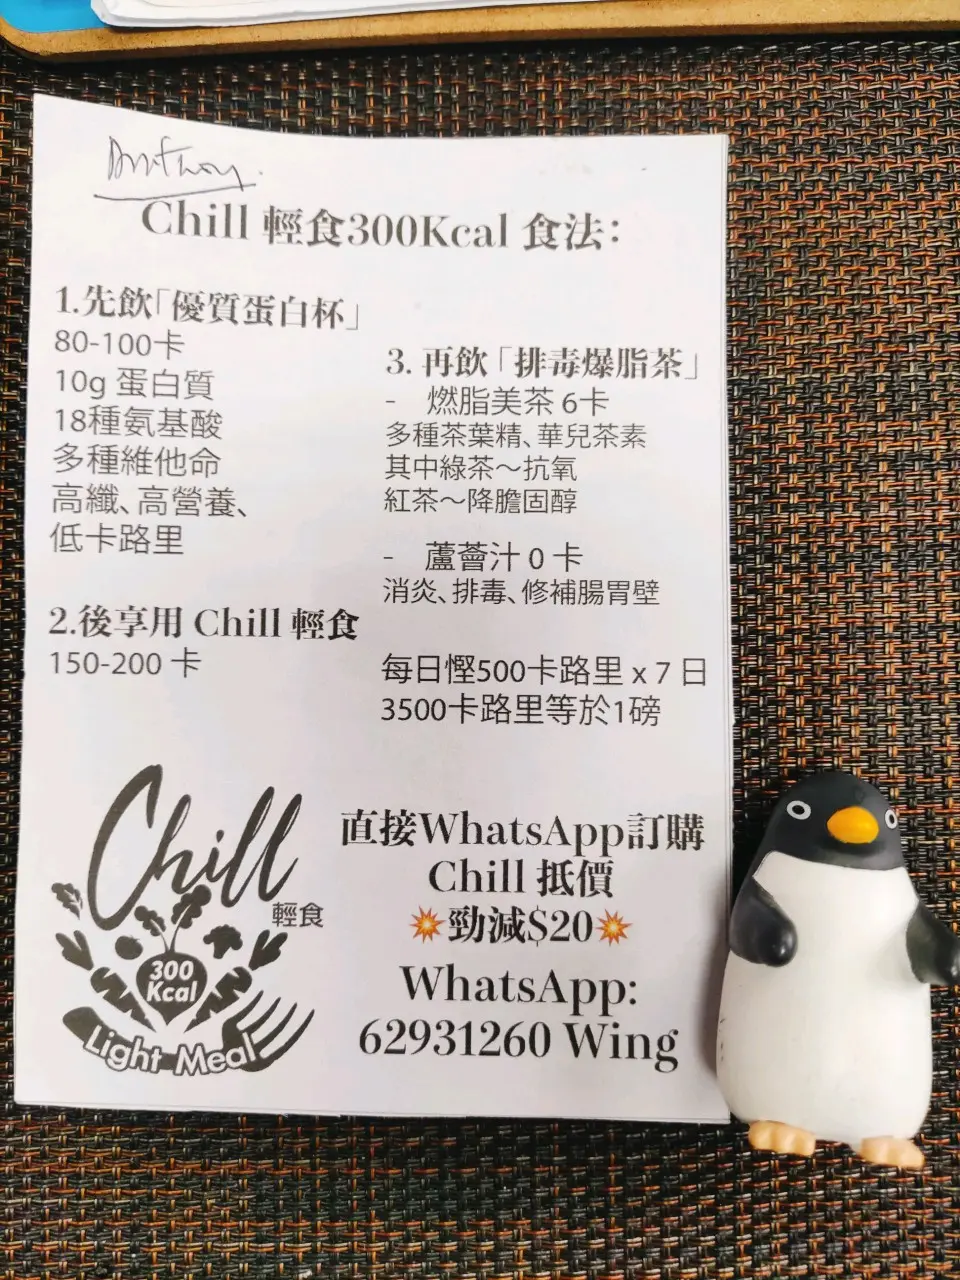 Anthony.
Chill 輕食300Kcal 食法：
1.先飲「優質蛋白杯」
80-100卡
10g 蛋白質
18種氨基酸
多種維他命
高纖、高營養、
低卡路里
2.後享用 Chill 輕食
150-200 卡
3. 再飲「排毒爆脂茶」
- 燃脂美茶 6卡
多種茶葉精、華兒茶素
其中綠茶～抗氧
紅茶～降膽固醇
- 蘆薈汁 0 卡
消炎、排毒、修補腸胃壁
每日慳500卡路里 x 7 日
3500卡路里等於1磅
Chill
輕食
300
Kcal
Light Meal
直接WhatsApp訂購
Chill 抵價
💥勁減$20💥
WhatsApp:
62931260 Wing